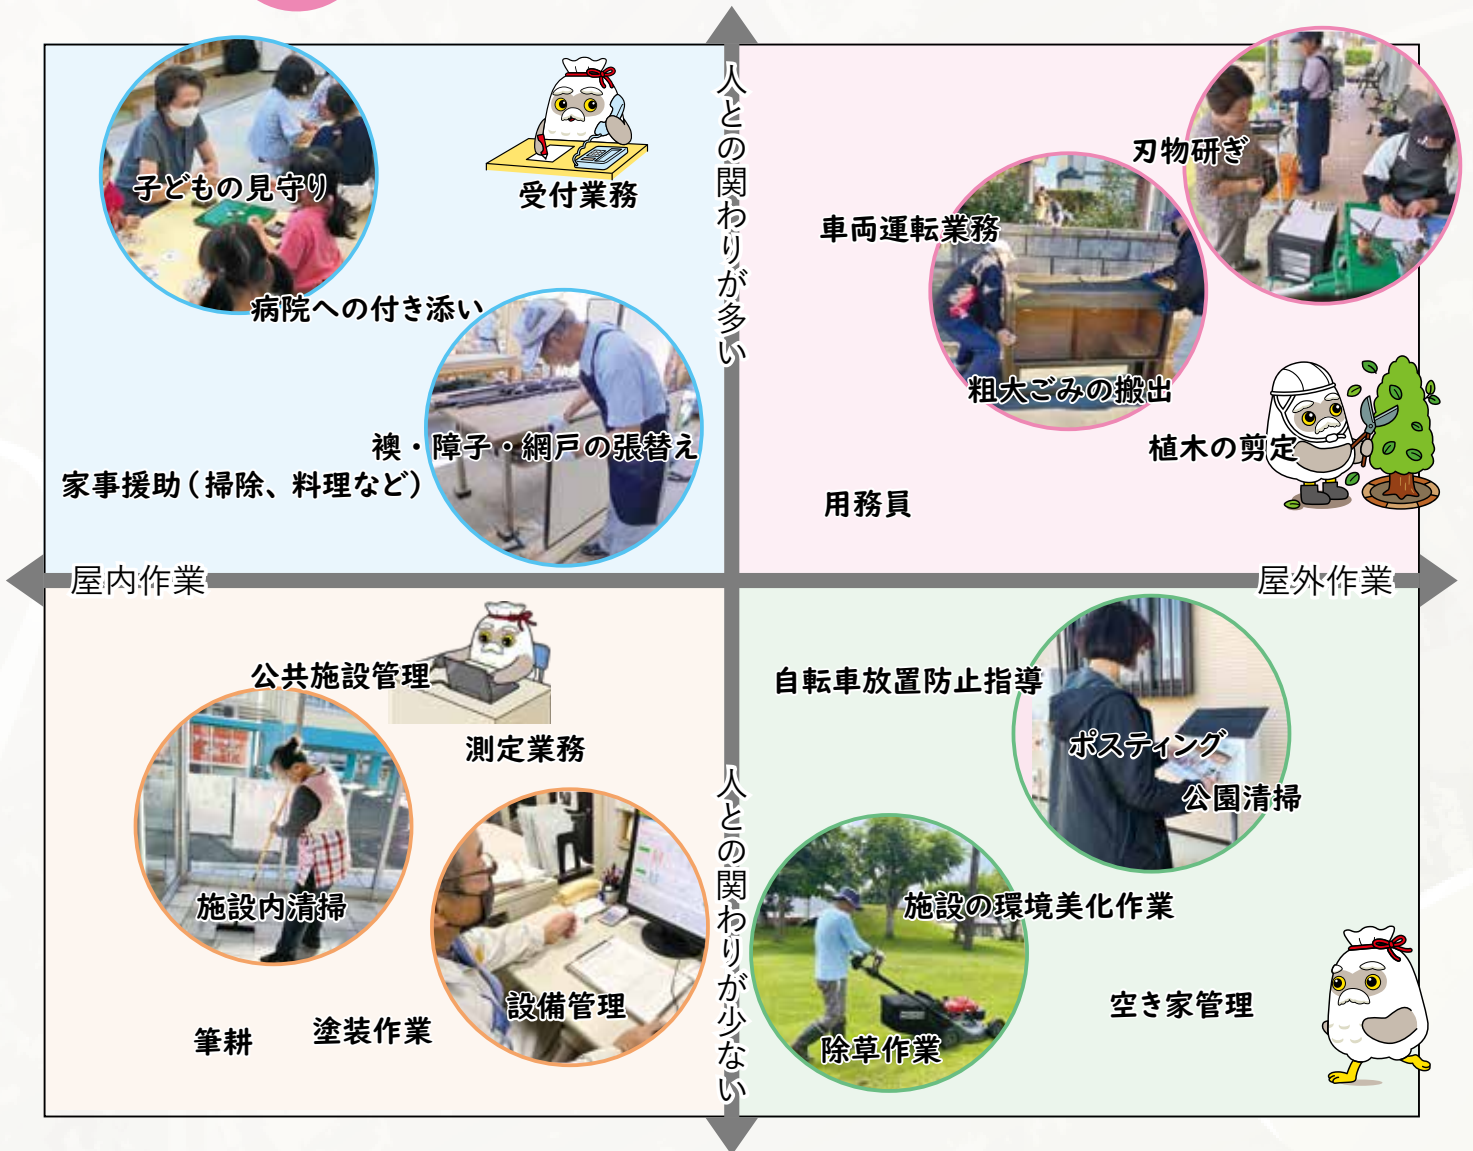 人との関わりが多い
子どもの見守り
受付業務
病院への付き添い
襖・障子・網戸の張替え
家事援助(掃除、料理など)
刃物研ぎ
車両運転業務
粗大ごみの搬出
植木の剪定
用務員
屋内作業
屋外作業
公共施設管理
測定業務
施設内清掃
設備管理
塗装作業
筆耕
自転車放置防止指導
ポスティング
公園清掃
施設の環境美化作業
空き家管理
除草作業
人との関わりが少ない